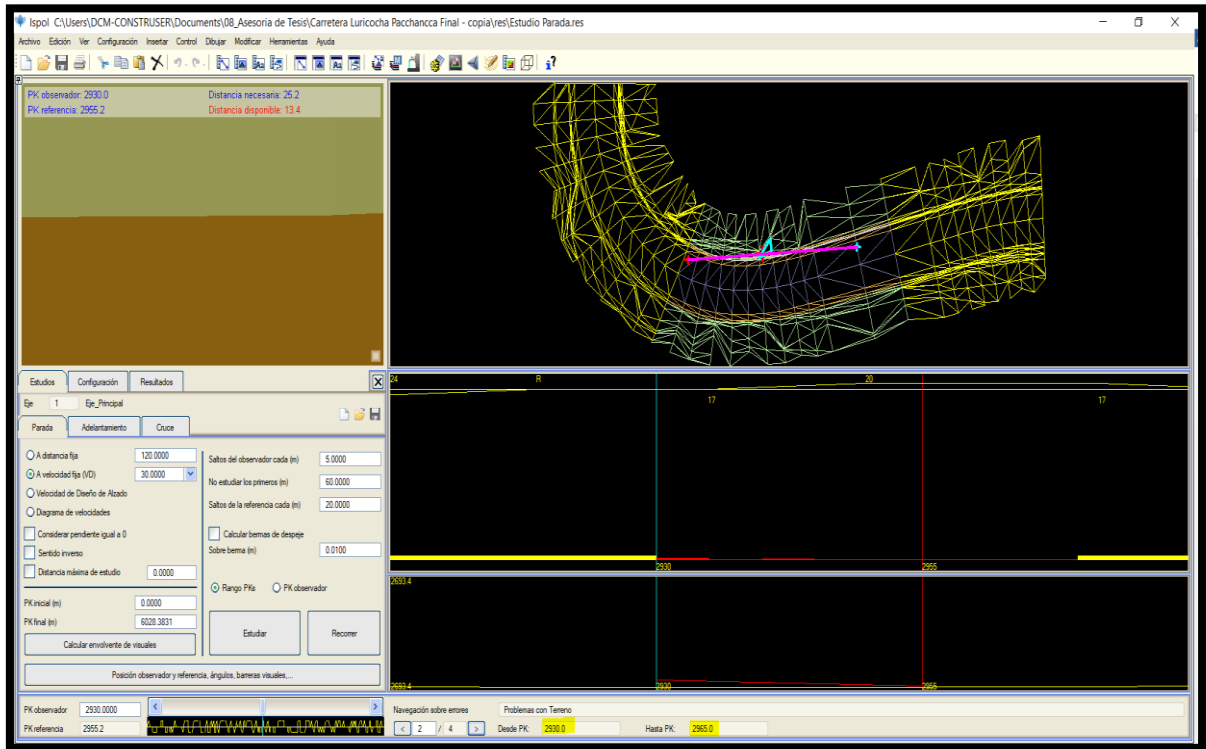 Ispol C:\Users\DCM-CONSTRUSER\Documents\08_Asesoria de Tesis\Carretera Luricocha Pacchancca Final - copia\res\Estudio Parada.res
Archivo Edición Ver Configuración Insertar Control Dibujar Modificar Herramientas Ayuda
PK observador: 2930.0 Distancia necesaria: 25.2
PK referencia: 2955.2 Distancia disponible: 13.4
Estudios Configuración Resultados X
Eje 1 Eje_Principal
Parada Adelantamiento Cruce
A distancia fija 120.0000
A velocidad fija (VD) 30.0000
Velocidad de Diseño de Alzado
Diagrama de velocidades
Considerar pendiente igual a 0
Sentido inverso
Distancia máxima de estudio 0.0000
PK inicial (m) 0.0000
PK final (m) 6028.3831
Calcular envolvente de visuales
Saltos del observador cada (m) 5.0000
No estudiar los primeros (m) 60.0000
Saltos de la referencia cada (m) 20.0000
Calcular bermas de despeje
Sobre berma (m) 0.0100
Rango PKs PK observador
Estudiar Recorrer
Posición observador y referencia, ángulos, barreras visuales,...
24 R 20
17 17
2930 2955
2693.4
2693.4 2930 2955
PK observador 2930.0000 < >
PK referencia 2955.2
Navegación sobre errores Problemas con Terreno
< 2 / 4 > Desde PK: 2930.0 Hasta PK: 2965.0